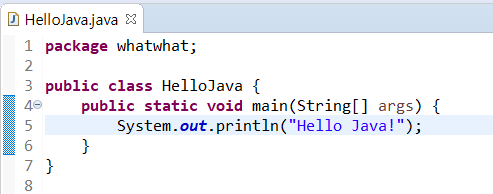 HelloJava.java
1 package whatwhat;
2
3 public class HelloJava {
4 public static void main(String[] args) {
5 System.out.println("Hello Java!");
6 }
7 }
8